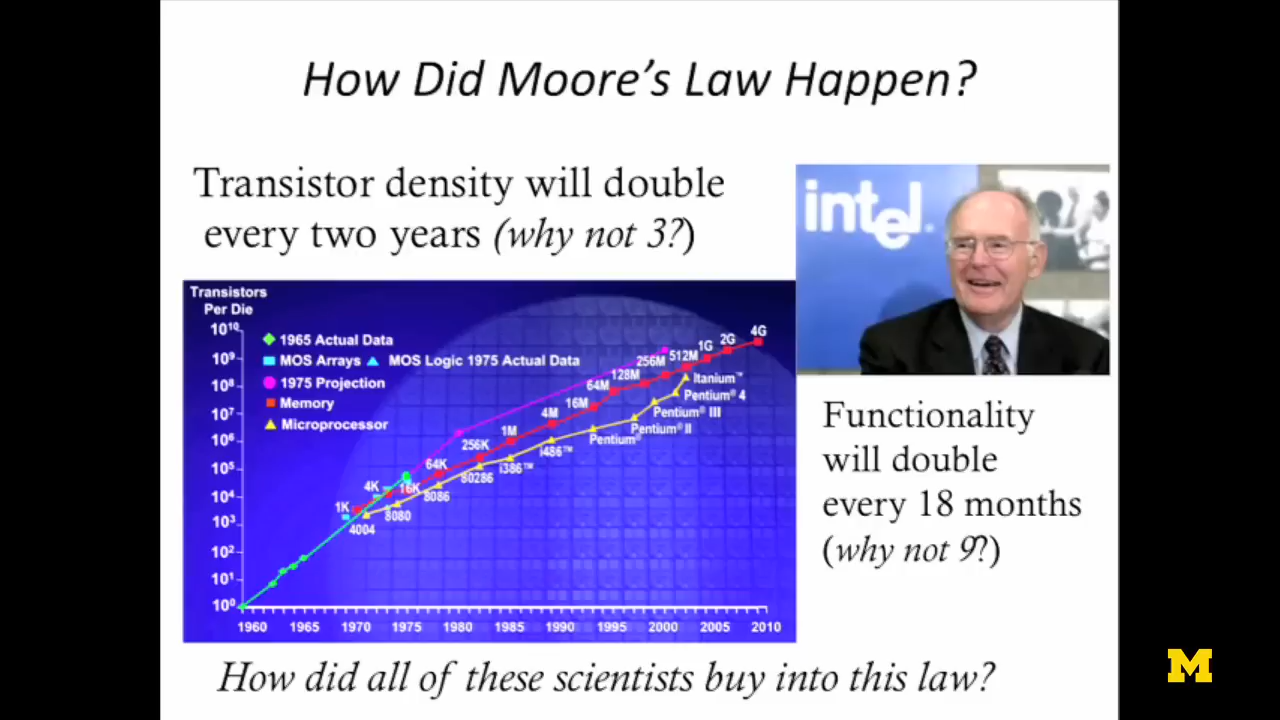 How Did Moore's Law Happen?
Transistor density will double
every two years (why not 3?)
intel.
Transistors
Per Die
10¹⁰
10⁹
10⁸
10⁷
10⁶
10⁵
10⁴
10³
10²
10¹
10⁰
1965 Actual Data
MOS Arrays MOS Logic 1975 Actual Data
1975 Projection
Memory
Microprocessor
1K
4K
16K
64K
256K
1M
4M
16M
64M
128M
256M
512M
1G
2G
4G
4004
8080
8086
80286
i386™
i486™
Pentium®
Pentium® II
Pentium® III
Pentium® 4
Itanium™
1960 1965 1970 1975 1980 1985 1990 1995 2000 2005 2010
Functionality
will double
every 18 months
(why not 9?)
How did all of these scientists buy into this law?
M